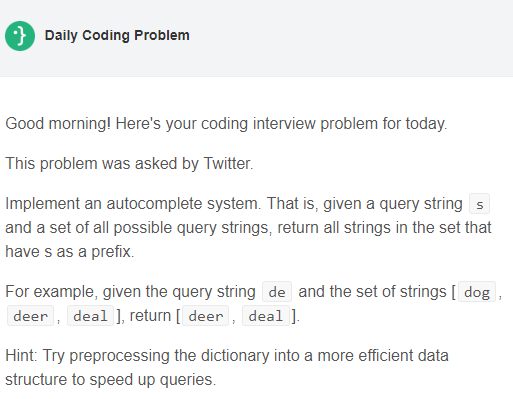 Daily Coding Problem
Good morning! Here's your coding interview problem for today.
This problem was asked by Twitter.
Implement an autocomplete system. That is, given a query string s
and a set of all possible query strings, return all strings in the set that
have s as a prefix.
For example, given the query string de and the set of strings [ dog ,
deer , deal ], return [ deer , deal ].
Hint: Try preprocessing the dictionary into a more efficient data
structure to speed up queries.